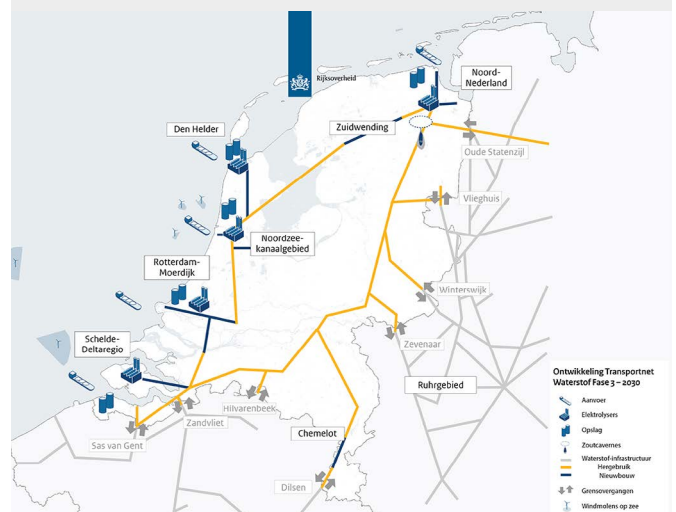 Rijksoverheid
Noord-
Nederland
Den Helder
Zuidwending
Oude Statenzijl
Vlieghuis
Noordzee-
kanaalgebied
Rotterdam-
Moerdijk
Winterswijk
Schelde-
Deltaregio
Zevenaar
Ruhrgebied
Hilvarenbeek
Zandvliet
Sas van Gent
Chemelot
Dilsen
Ontwikkeling Transportnet
Waterstof Fase 3 – 2030
Aanvoer
Elektrolysers
Opslag
Zoutcavernes
Waterstof-infrastructuur
Hergebruik
Nieuwbouw
Grensovergangen
Windmolens op zee